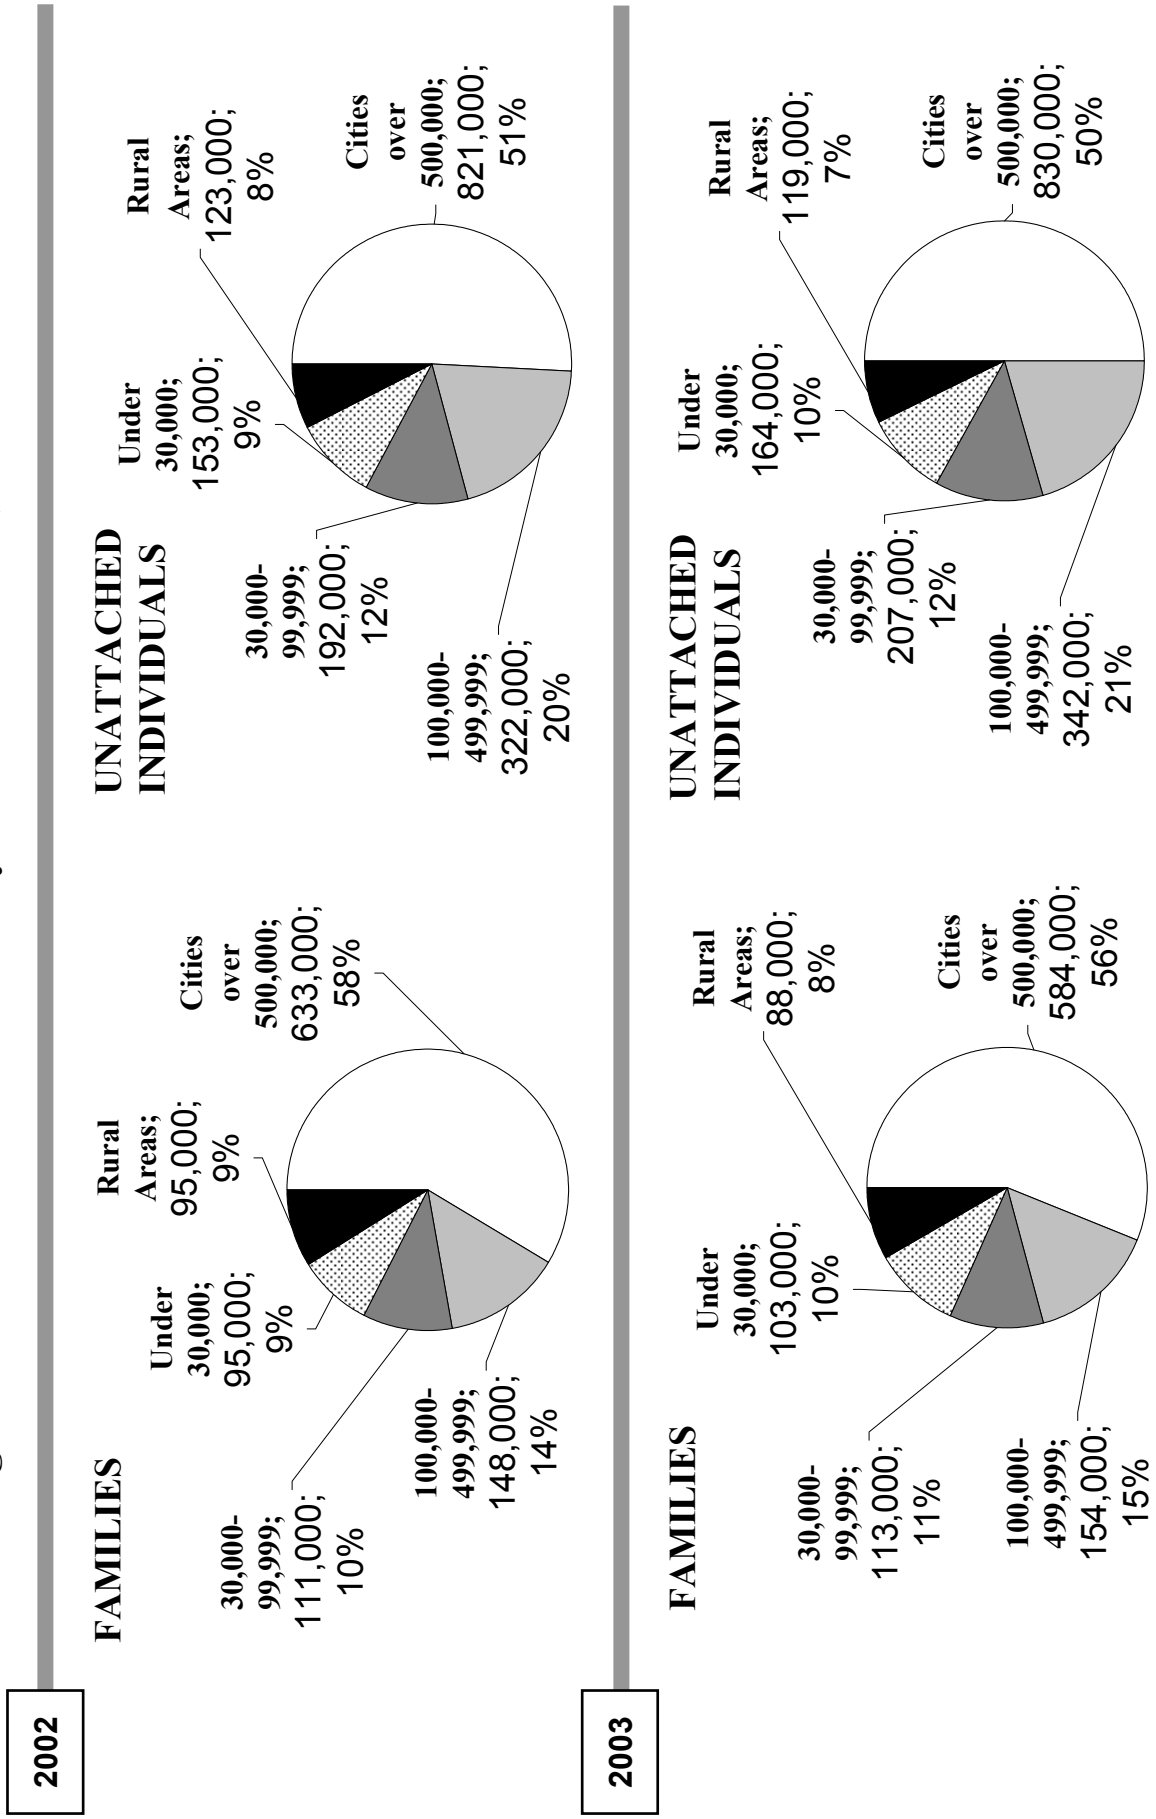 2002
FAMILIES
Rural
Areas;
95,000;
9%
Cities
over
500,000;
633,000;
58%
Under
30,000;
95,000;
9%
30,000-
99,999;
111,000;
10%
100,000-
499,999;
148,000;
14%
UNATTACHED
INDIVIDUALS
Rural
Areas;
123,000;
8%
Under
30,000;
153,000;
9%
Cities
over
500,000;
821,000;
51%
30,000-
99,999;
192,000;
12%
100,000-
499,999;
322,000;
20%
2003
FAMILIES
Rural
Areas;
88,000;
8%
Under
30,000;
103,000;
10%
Cities
over
500,000;
584,000;
56%
30,000-
99,999;
113,000;
11%
100,000-
499,999;
154,000;
15%
UNATTACHED
INDIVIDUALS
Rural
Areas;
119,000;
7%
Under
30,000;
164,000;
10%
Cities
over
500,000;
830,000;
50%
30,000-
99,999;
207,000;
12%
100,000-
499,999;
342,000;
21%